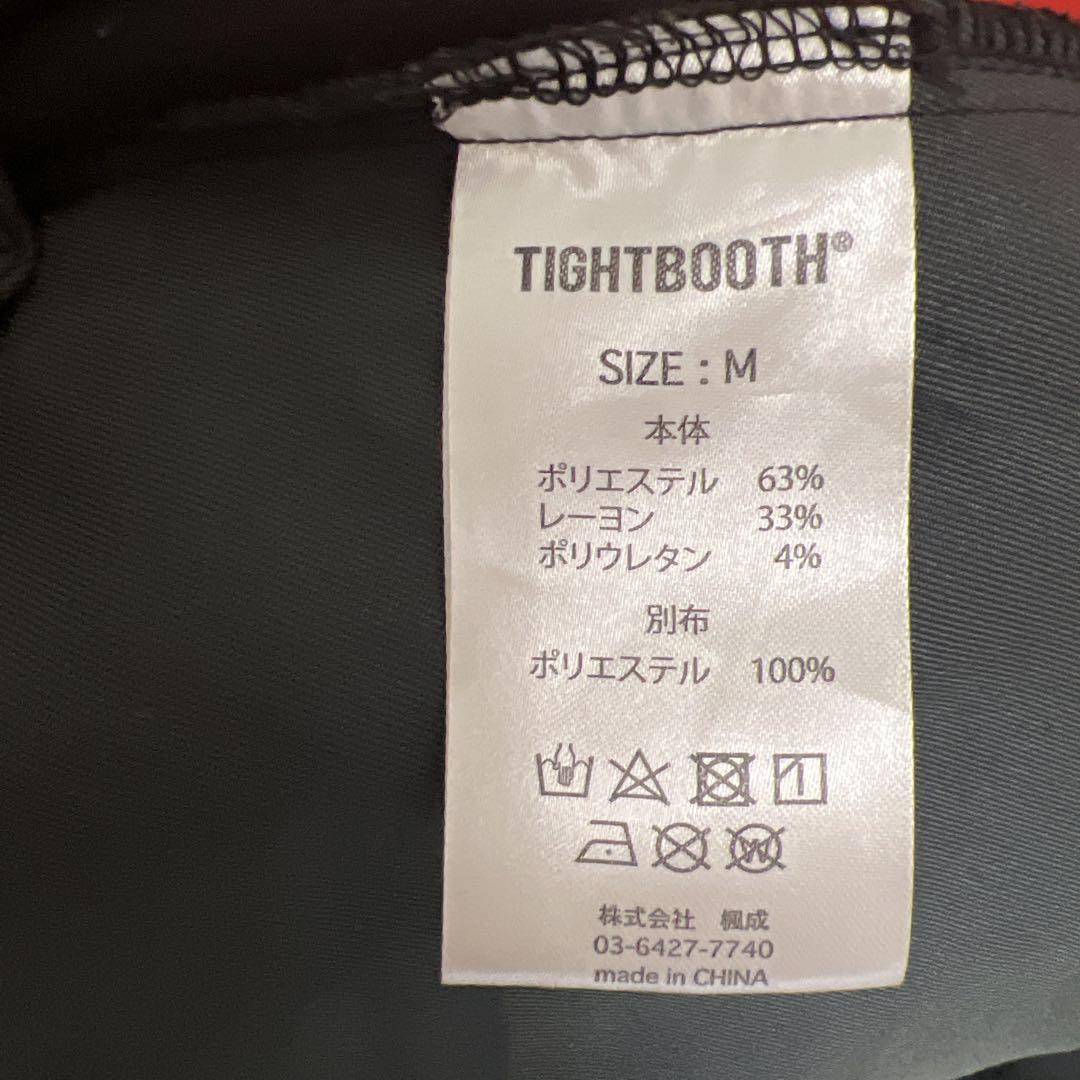 TIGHTBOOTH®
SIZE : M
本体
ポリエステル 63%
レーヨン 33%
ポリウレタン 4%
別布
ポリエステル 100%
W
株式会社 楓成
03-6427-7740
made in CHINA